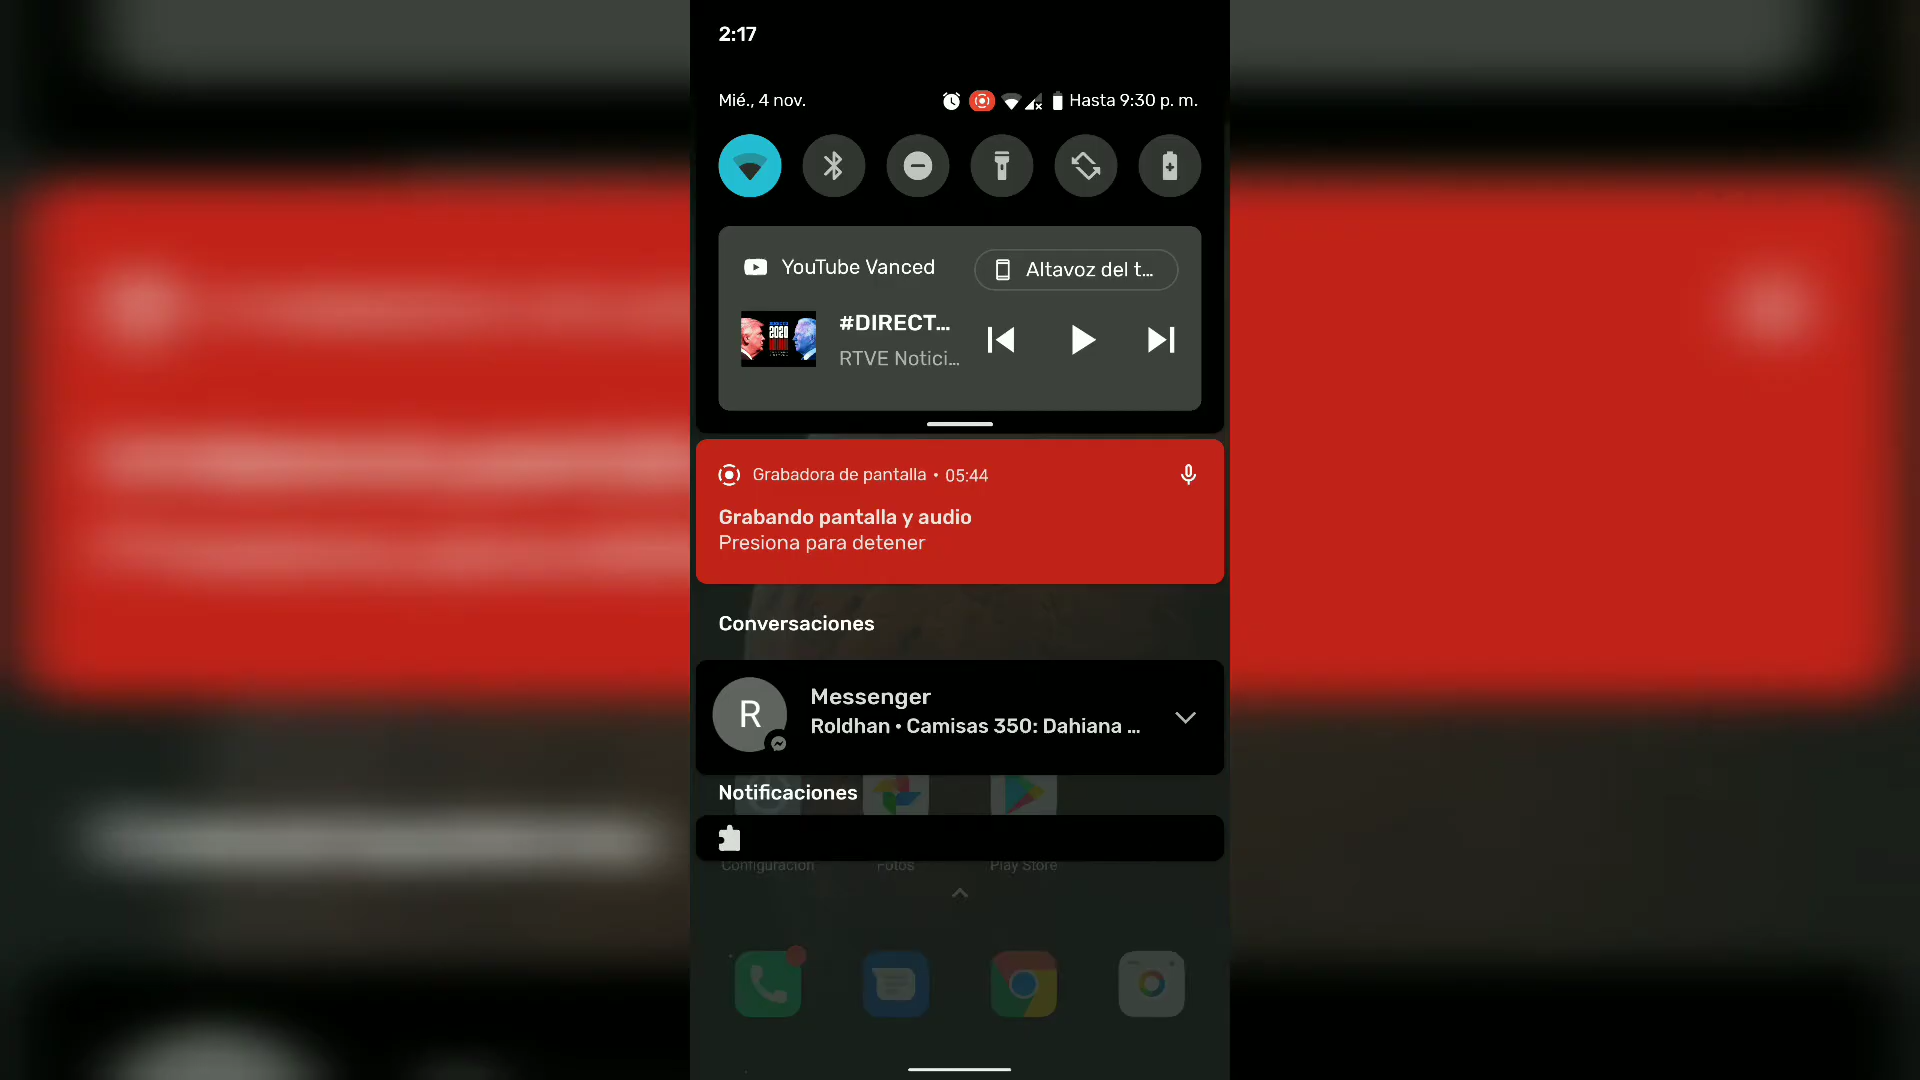 2:17
Mié., 4 nov.
Hasta 9:30 p. m.
YouTube Vanced
Altavoz del t...
#DIRECT...
RTVE Notici...
2020
Grabadora de pantalla • 05:44
Grabando pantalla y audio
Presiona para detener
Conversaciones
R
Messenger
Roldhan • Camisas 350: Dahiana ...
Notificaciones
Configuración
Fotos
Play Store